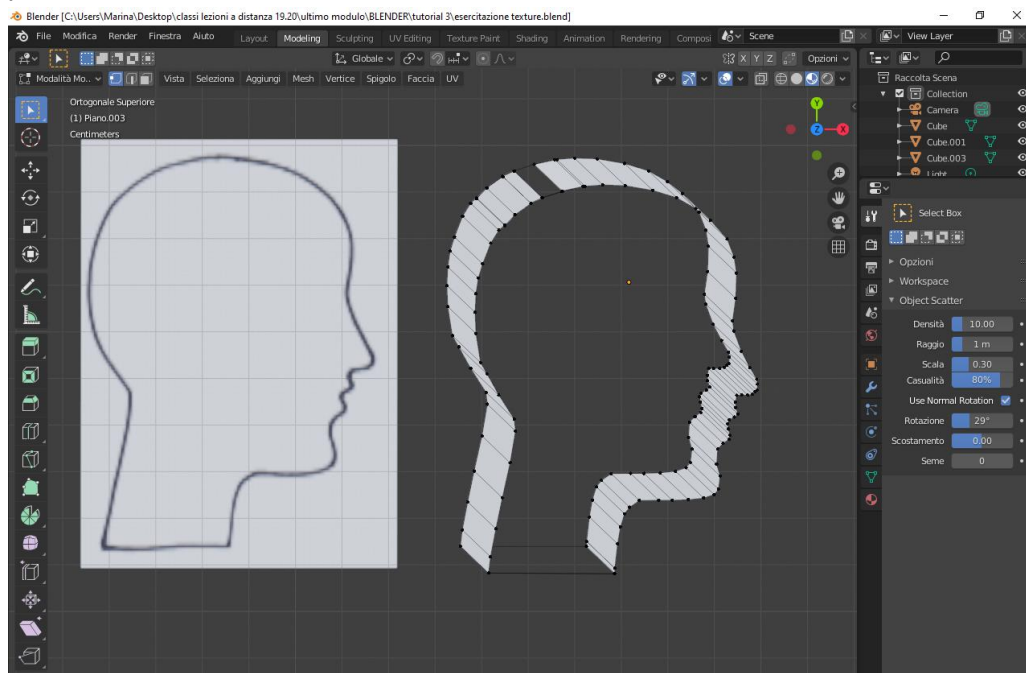 Blender [C:\Users\Marina\Desktop\classi lezioni a distanza 19.20\ultimo modulo\BLENDER\tutorial 3\esercitazione texture.blend]
File Modifica Render Finestra Aiuto Layout Modeling Sculpting UV Editing Texture Paint Shading Animation Rendering Composi Scene View Layer
Globale X Y Z Opzioni
Modalità Mo.. Vista Seleziona Aggiungi Mesh Vertice Spigolo Faccia UV
Raccolta Scena
Ortogonale Superiore
(1) Piano.003
Centimeters
Y
Z X
Collection
Camera
Cube
Cube.001
Cube.003
Light
Select Box
Opzioni
Workspace
Object Scatter
Densità 10.00
Raggio 1 m
Scala 0.30
Casualità 80%
Use Normal Rotation
Rotazione 29°
Scostamento 0.00
Seme 0